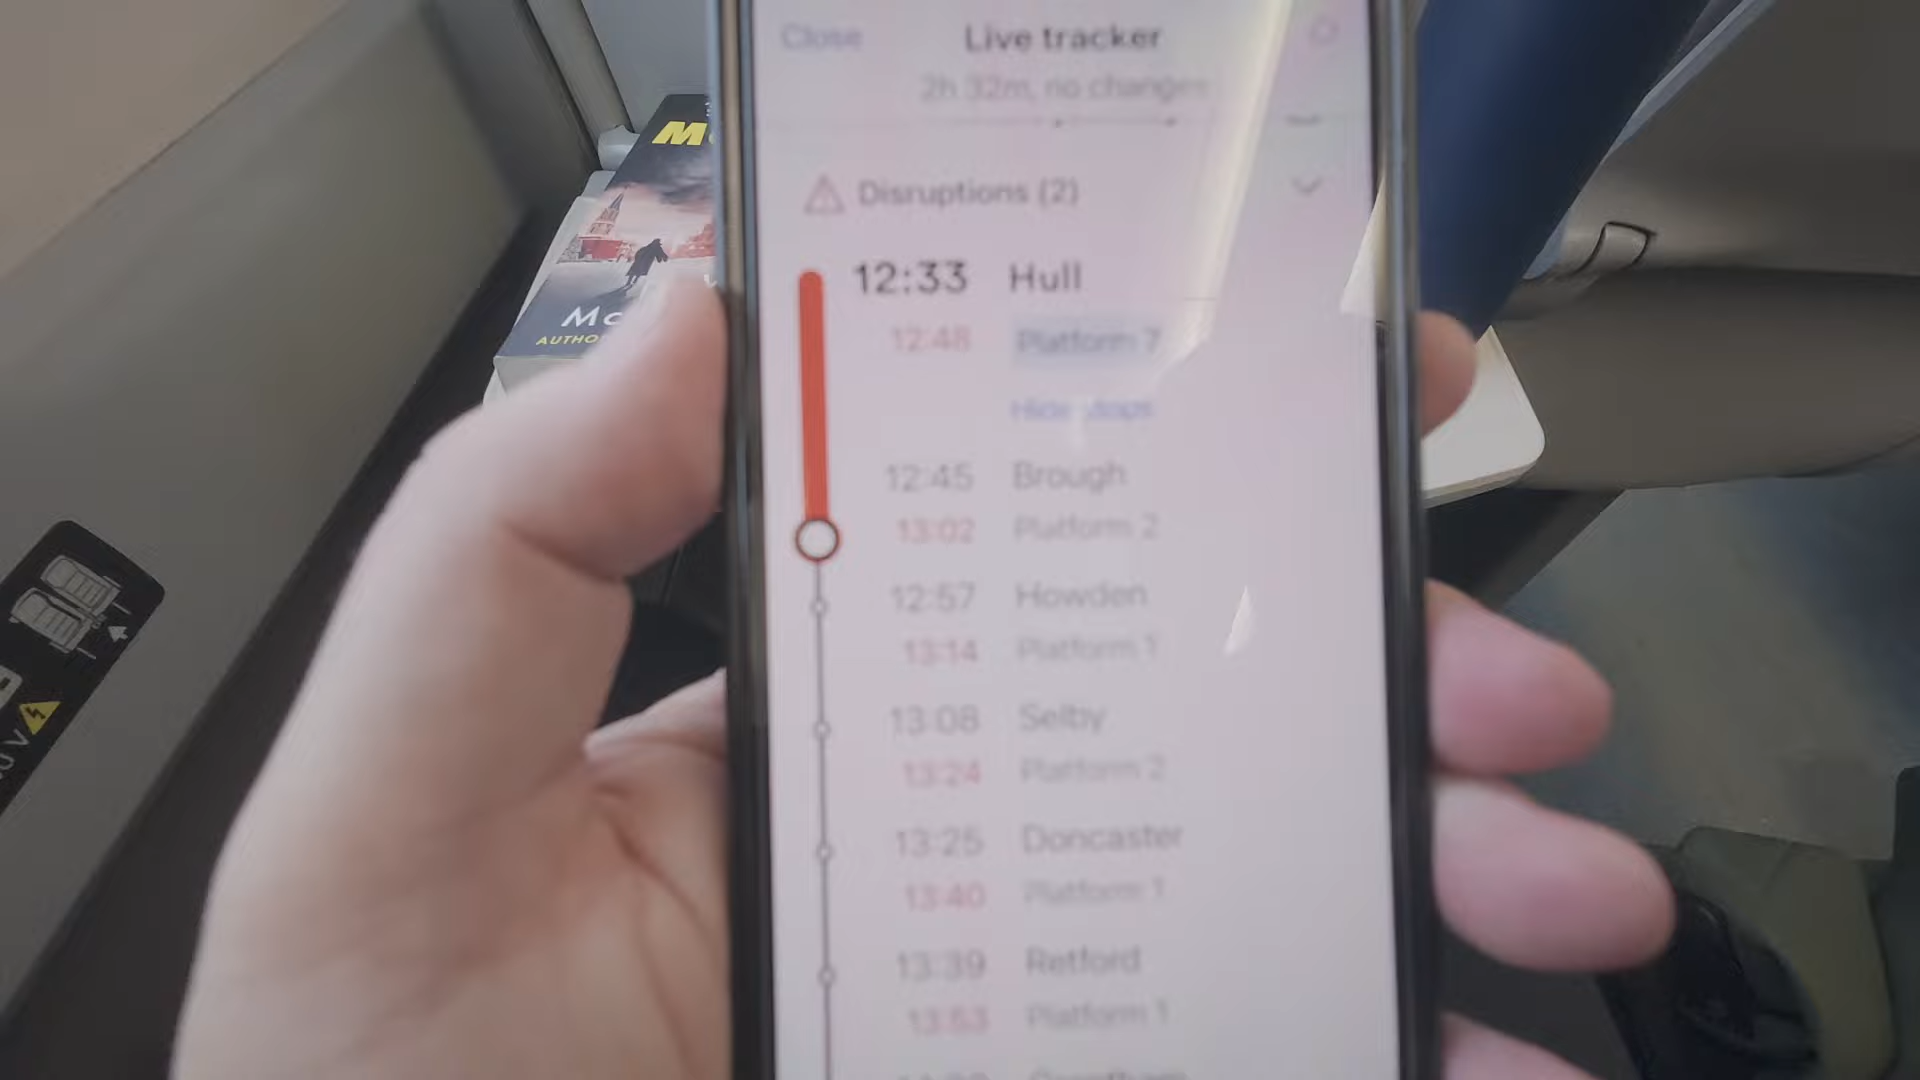 Close
Live tracker
2h 32m, no changes
Disruptions (2)
12:33 Hull
12:48 Platform 7
Hide stops
12:45 Brough
13:02 Platform 2
12:57 Howden
13:14 Platform 1
13:08 Selby
13:24 Platform 2
13:25 Doncaster
13:40 Platform 1
13:39 Retford
13:53 Platform 1
Mc
AUTHO